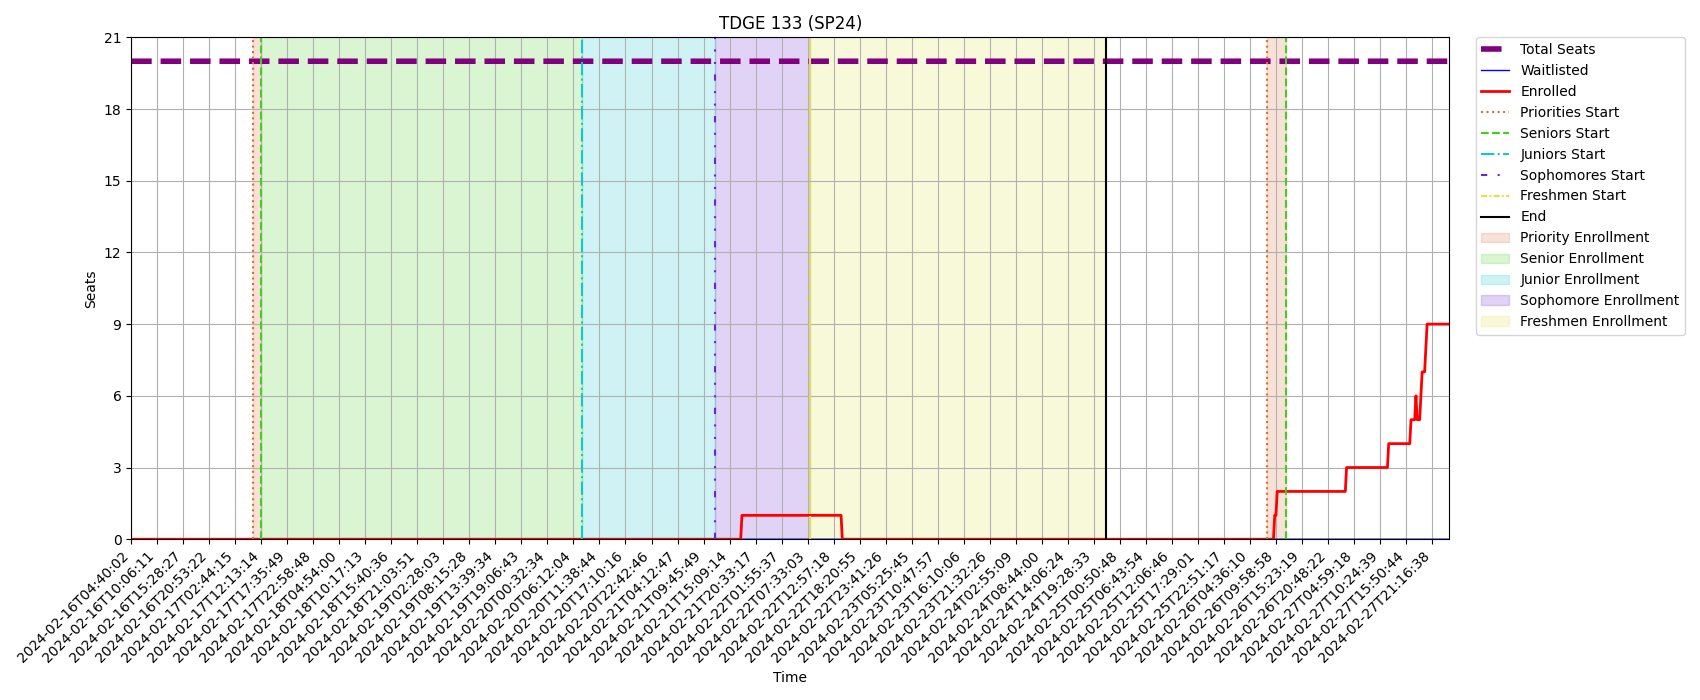 TDGE 133 (SP24)
21
18
15
12
9
6
3
0
Seats
2024-02-16T04:40:02
2024-02-16T10:06:11
2024-02-16T15:28:27
2024-02-16T20:53:22
2024-02-17T02:44:15
2024-02-17T12:13:14
2024-02-17T17:35:49
2024-02-17T22:58:48
2024-02-18T04:54:00
2024-02-18T10:17:13
2024-02-18T15:40:36
2024-02-18T21:03:51
2024-02-19T02:28:03
2024-02-19T08:15:28
2024-02-19T13:39:34
2024-02-19T19:06:43
2024-02-20T00:32:34
2024-02-20T06:12:04
2024-02-20T11:38:44
2024-02-20T17:10:16
2024-02-20T22:42:46
2024-02-21T04:12:47
2024-02-21T09:45:49
2024-02-21T15:09:14
2024-02-21T20:33:17
2024-02-22T01:55:37
2024-02-22T07:33:03
2024-02-22T12:57:18
2024-02-22T18:20:55
2024-02-22T23:41:26
2024-02-23T05:25:45
2024-02-23T10:47:57
2024-02-23T16:10:06
2024-02-23T21:32:26
2024-02-24T02:55:09
2024-02-24T08:44:00
2024-02-24T14:06:24
2024-02-24T19:28:33
2024-02-25T00:50:48
2024-02-25T06:43:54
2024-02-25T12:06:46
2024-02-25T17:29:01
2024-02-25T22:51:17
2024-02-26T04:36:10
2024-02-26T09:58:58
2024-02-26T15:23:19
2024-02-26T20:48:22
2024-02-27T04:59:18
2024-02-27T10:24:39
2024-02-27T15:50:44
2024-02-27T21:16:38
Time
Total Seats
Waitlisted
Enrolled
Priorities Start
Seniors Start
Juniors Start
Sophomores Start
Freshmen Start
End
Priority Enrollment
Senior Enrollment
Junior Enrollment
Sophomore Enrollment
Freshmen Enrollment